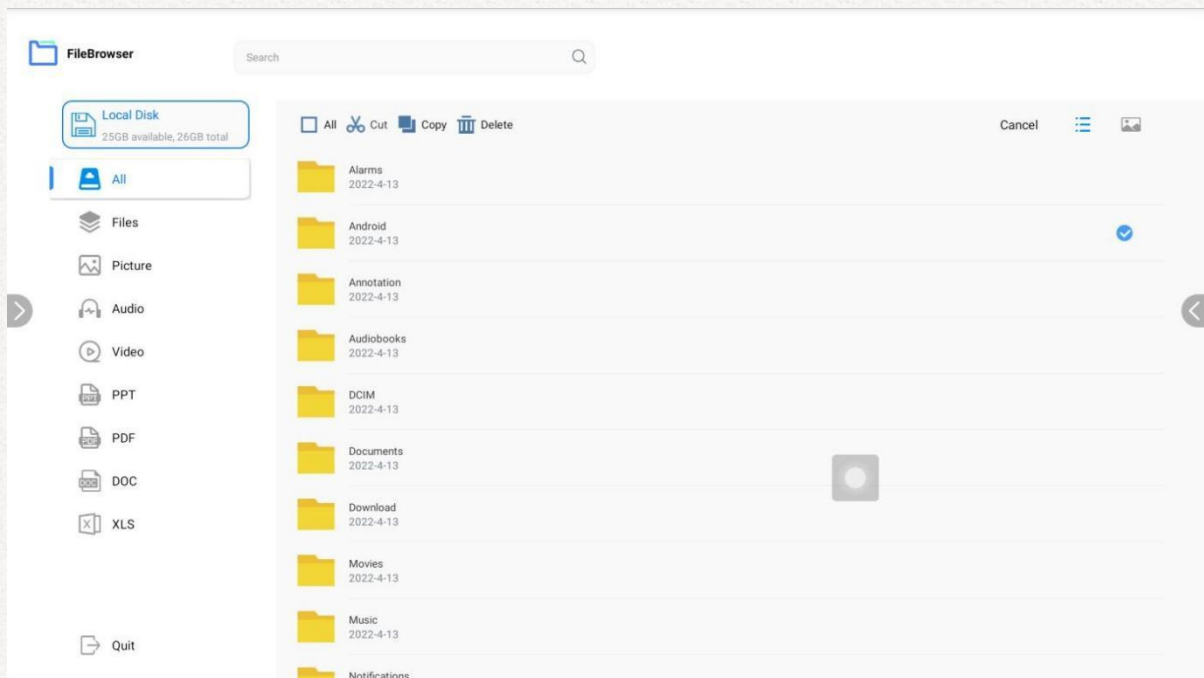 FileBrowser
Search
Local Disk
25GB available, 26GB total
All
Files
Picture
Audio
Video
PPT
PDF
DOC
XLS
Quit
All Cut Copy Delete
Cancel
Alarms
2022-4-13
Android
2022-4-13
Annotation
2022-4-13
Audiobooks
2022-4-13
DCIM
2022-4-13
Documents
2022-4-13
Download
2022-4-13
Movies
2022-4-13
Music
2022-4-13
Notifications